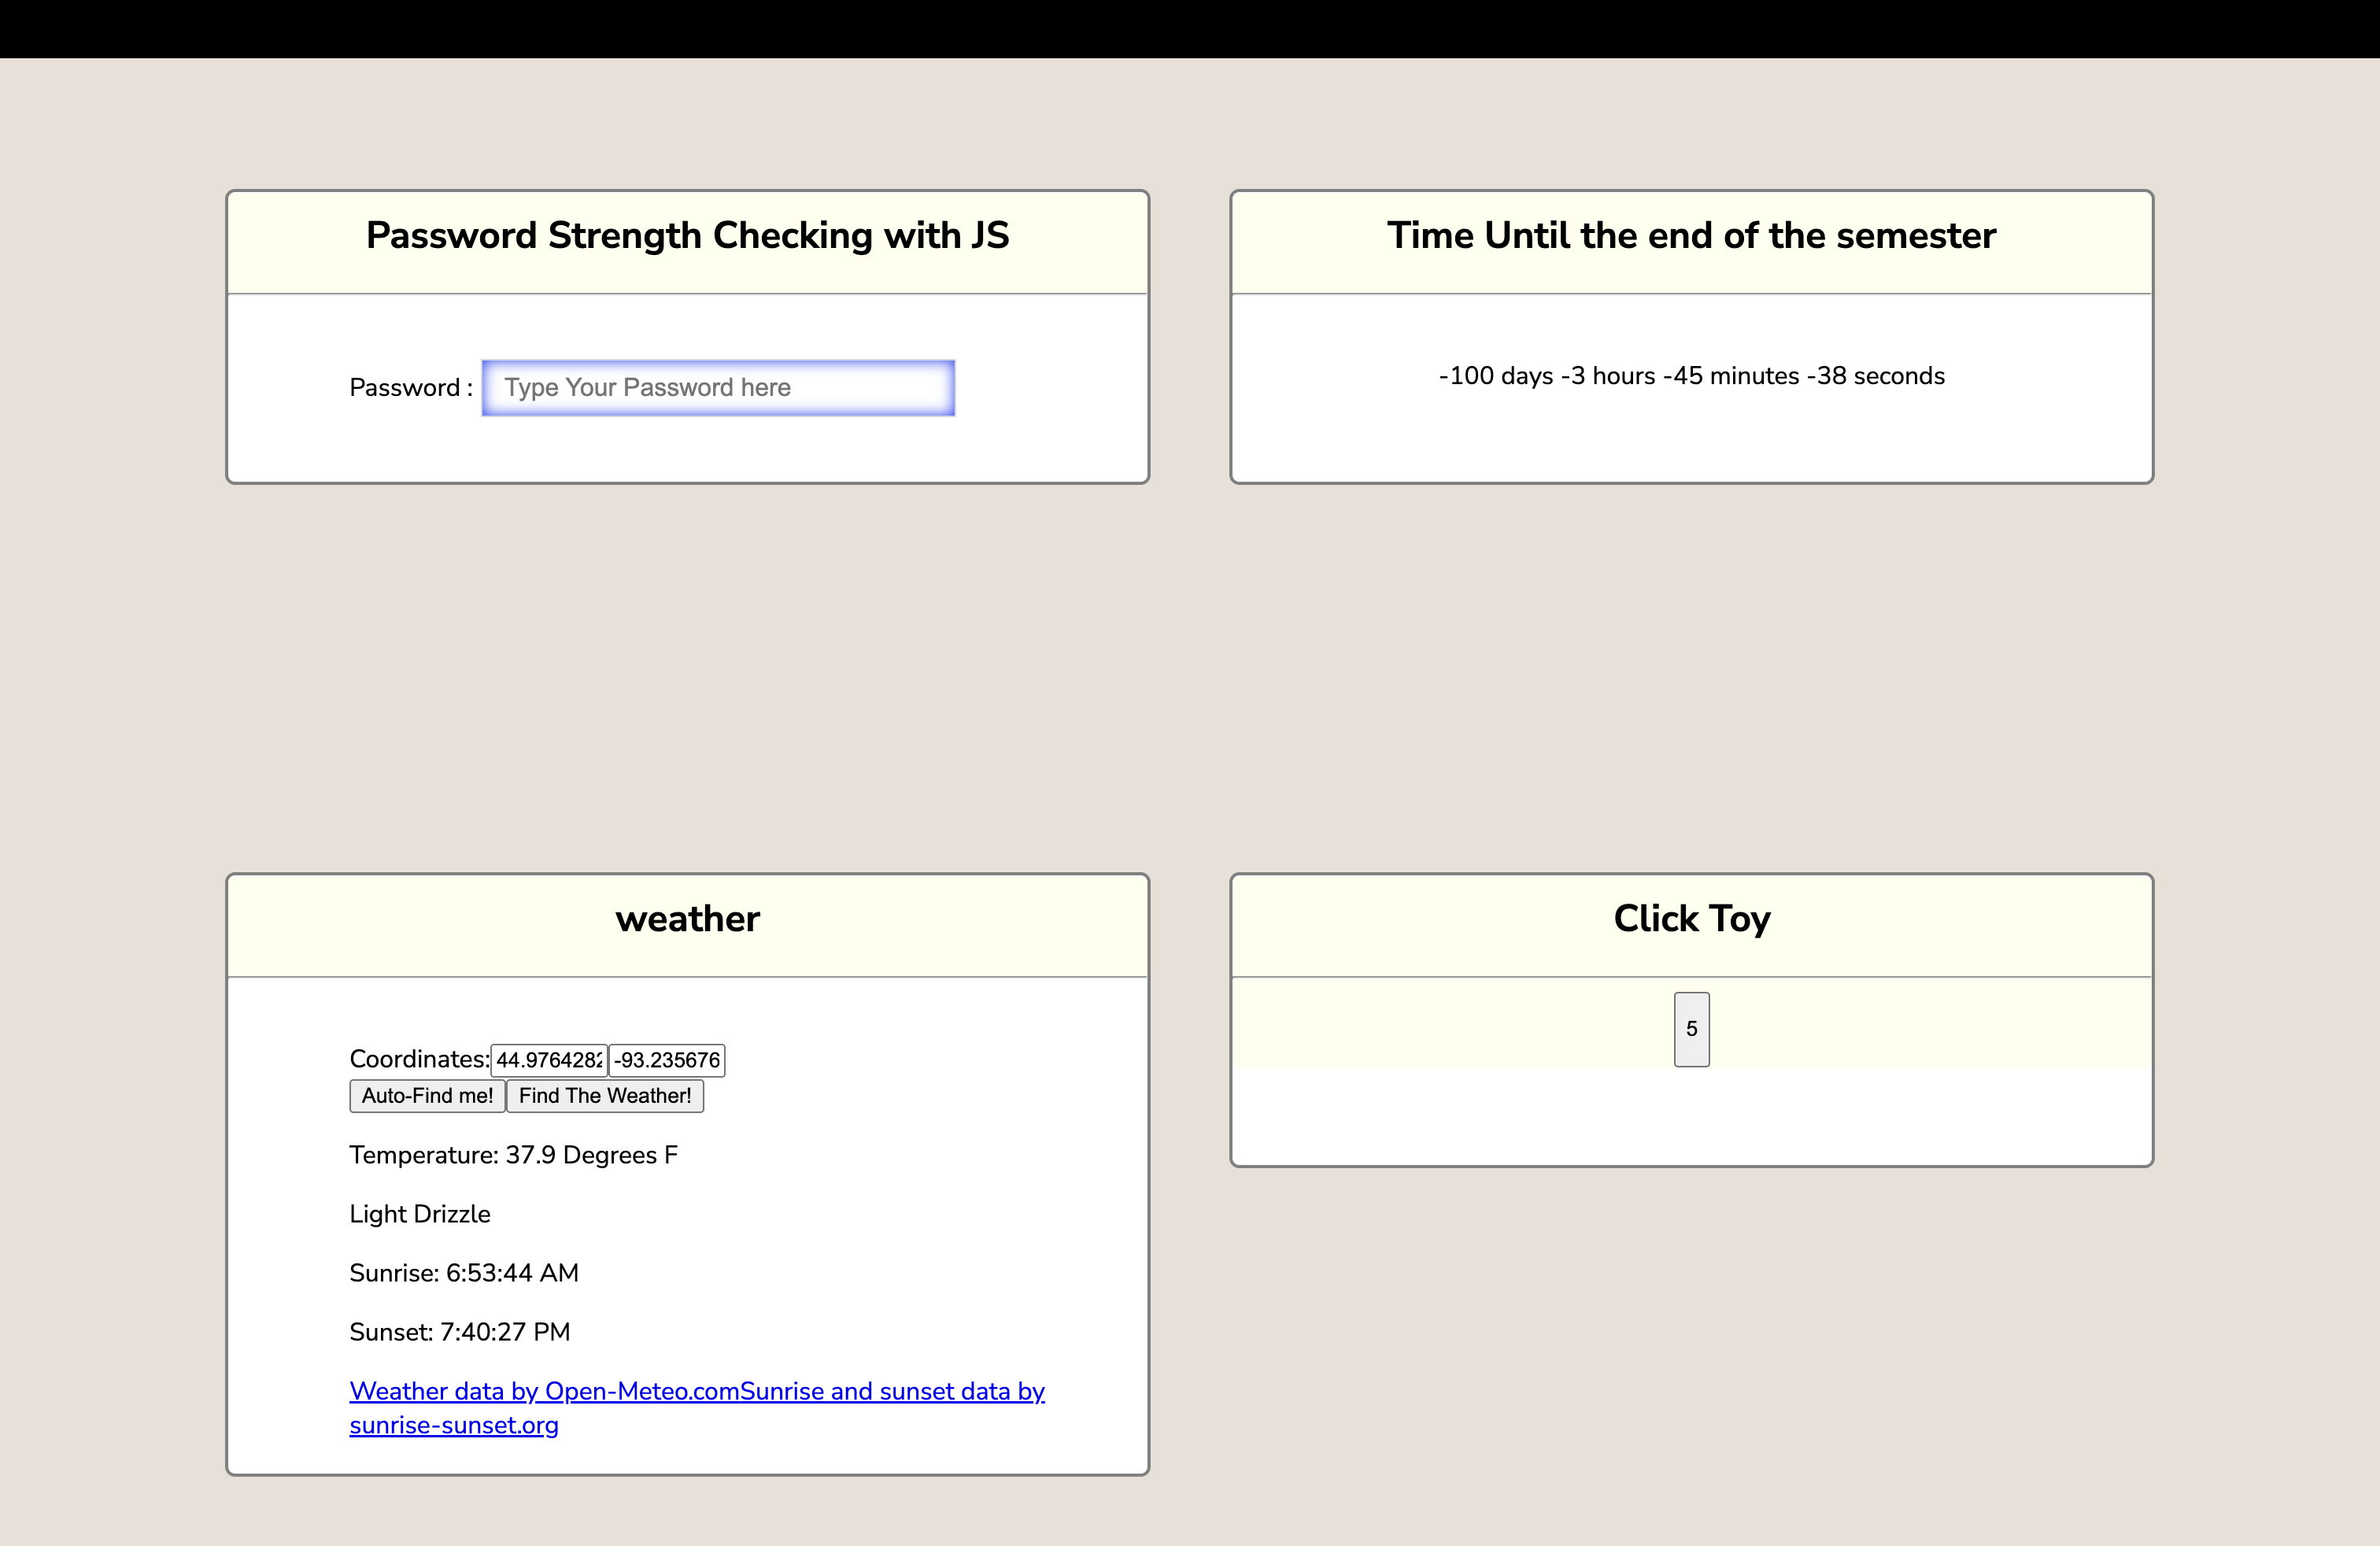 Password Strength Checking with JS
Password :
Type Your Password here
Time Until the end of the semester
-100 days -3 hours -45 minutes -38 seconds
weather
Coordinates: 44.9764282 -93.235676
Auto-Find me! Find The Weather!
Temperature: 37.9 Degrees F
Light Drizzle
Sunrise: 6:53:44 AM
Sunset: 7:40:27 PM
Weather data by Open-Meteo.comSunrise and sunset data by
sunrise-sunset.org
Click Toy
5